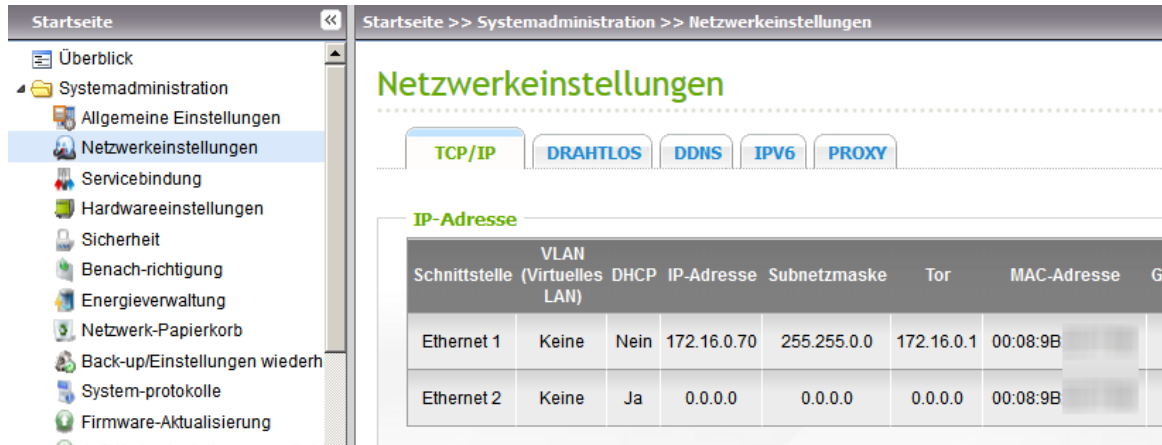 Startseite
Startseite >> Systemadministration >> Netzwerkeinstellungen
Überblick
Systemadministration
Allgemeine Einstellungen
Netzwerkeinstellungen
Servicebindung
Hardwareeinstellungen
Sicherheit
Benach-richtigung
Energieverwaltung
Netzwerk-Papierkorb
Back-up/Einstellungen wiederh
System-protokolle
Firmware-Aktualisierung
Netzwerkeinstellungen
TCP/IP DRAHTLOS DDNS IPV6 PROXY
IP-Adresse
Schnittstelle VLAN (Virtuelles LAN) DHCP IP-Adresse Subnetzmaske Tor MAC-Adresse G
Ethernet 1 Keine Nein 172.16.0.70 255.255.0.0 172.16.0.1 00:08:9B
Ethernet 2 Keine Ja 0.0.0.0 0.0.0.0 0.0.0.0 00:08:9B